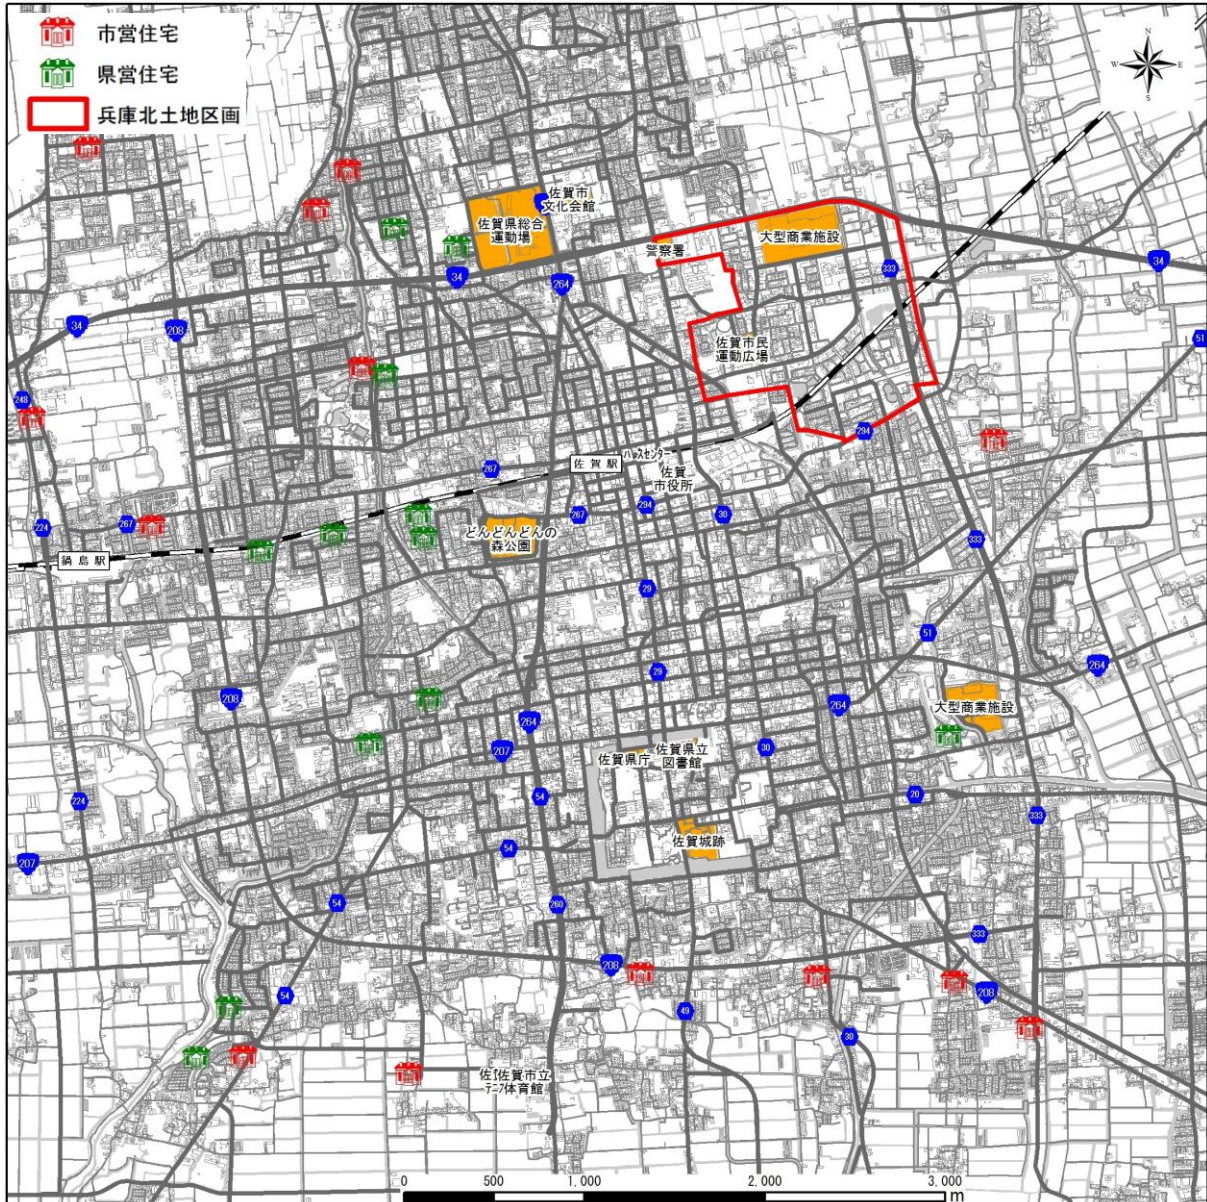 市営住宅
県営住宅
兵庫北土地区画
N
W
E
S
佐賀市
文化会館
佐賀県総合
運動場
大型商業施設
警察署
333
34
34
264
34
208
佐賀市民
運動広場
51
248
294
佐賀駅
バスセンター
267
佐賀
市役所
224
267
267
294
30
どんどんどんの
森公園
333
鍋島駅
29
51
29
264
208
264
大型商業施設
264
207
佐賀県庁
佐賀県立
図書館
30
224
54
20
333
佐賀城跡
54
207
54
260
333
208
54
208
49
30
佐賀市立
体育館
0
500
1,000
2,000
3,000
m